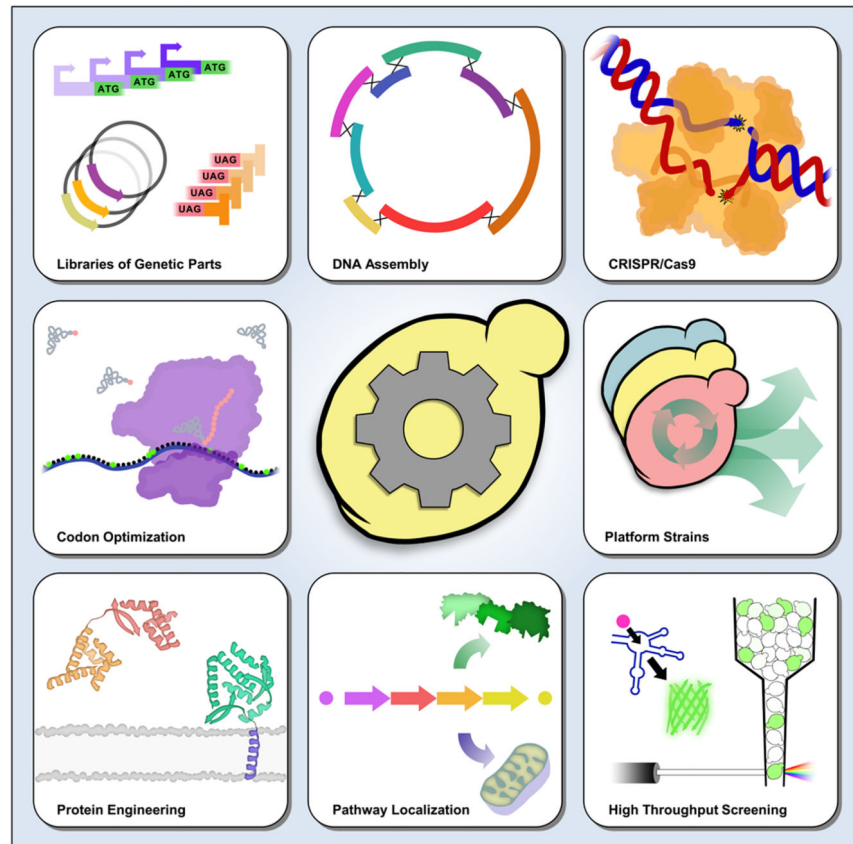 ATG
ATG
ATG
ATG
UAG
UAG
UAG
UAG
Libraries of Genetic Parts
DNA Assembly
CRISPR/Cas9
Codon Optimization
Platform Strains
Protein Engineering
Pathway Localization
High Throughput Screening